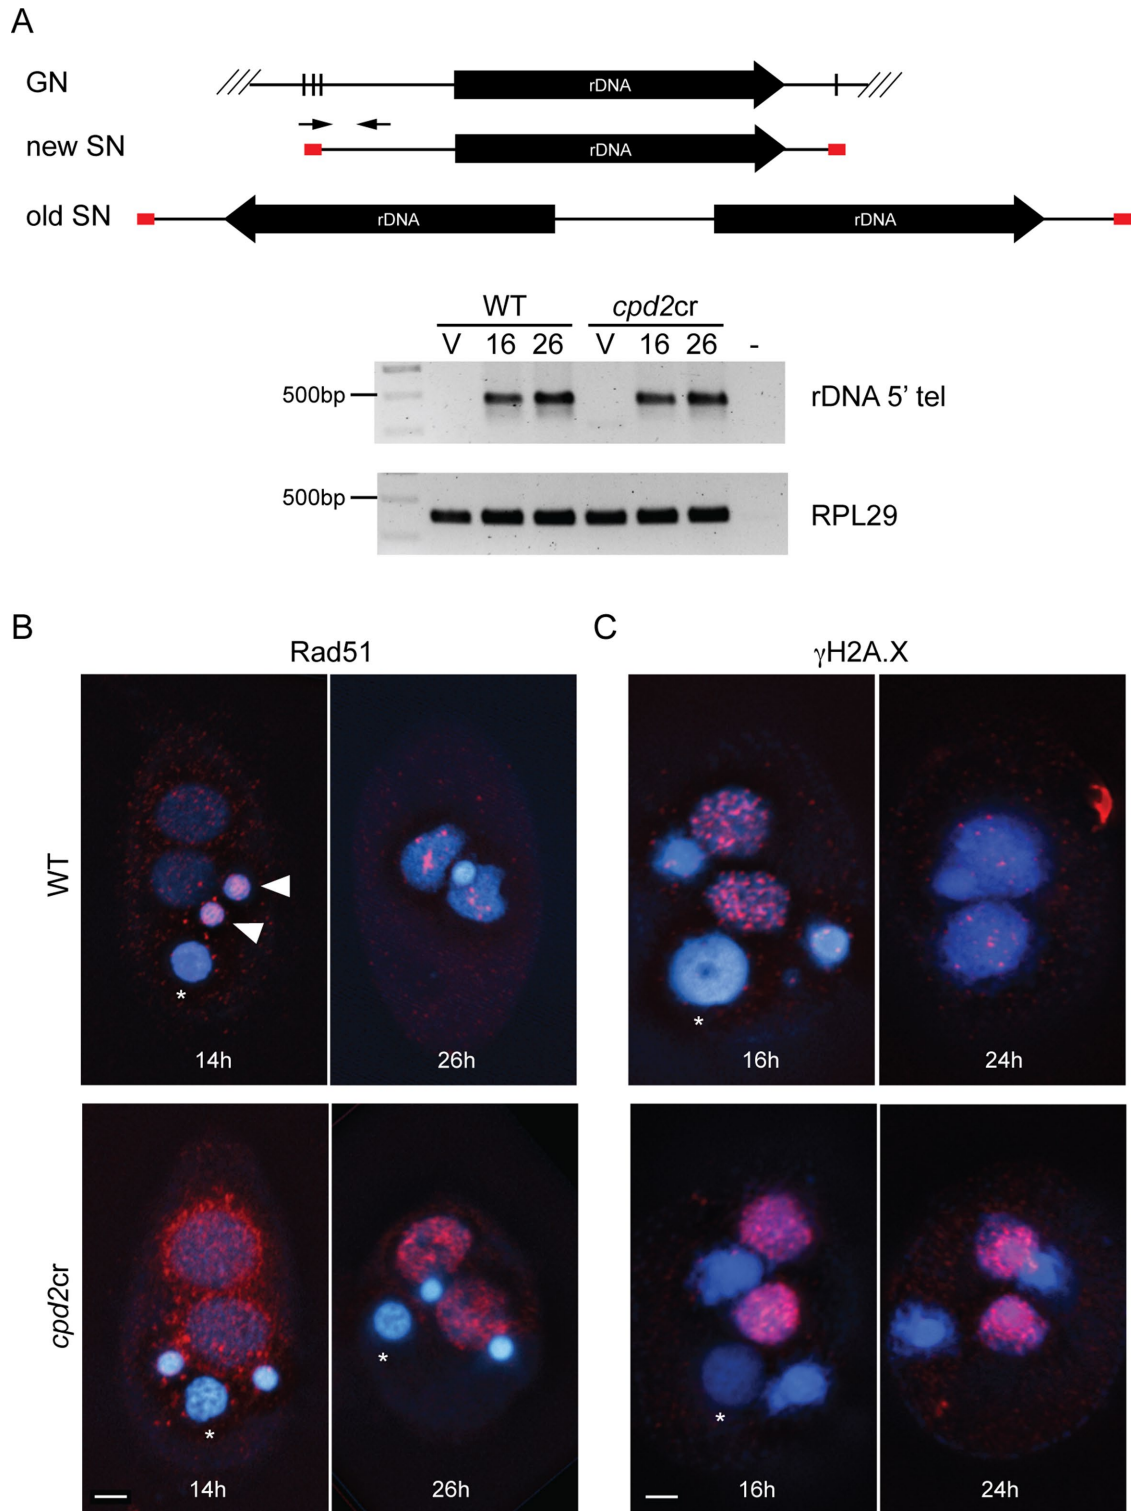 A
GN
rDNA
new SN
rDNA
old SN
rDNA
rDNA
WT
cpd2cr
V 16 26 V 16 26 -
500bp
rDNA 5' tel
500bp
RPL29
B
C
Rad51
γH2A.X
WT
*
14h
26h
*
16h
24h
cpd2cr
*
14h
*
26h
*
16h
24h